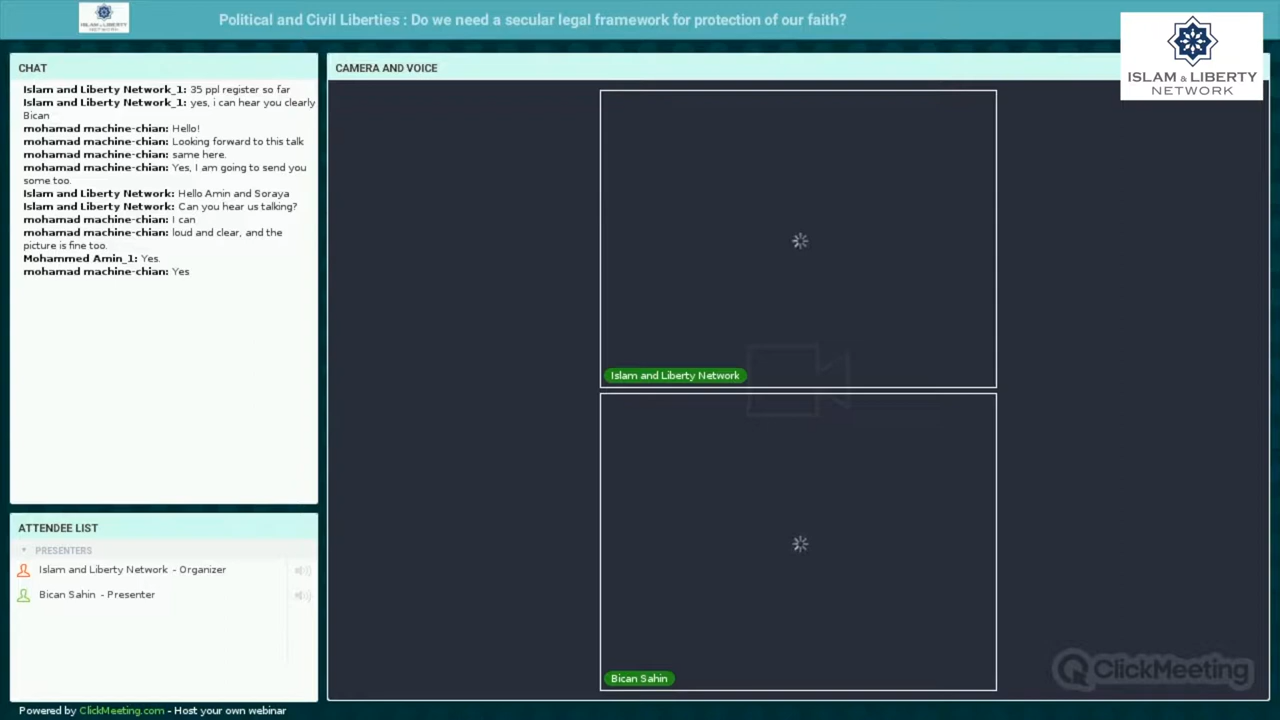 Political and Civil Liberties : Do we need a secular legal framework for protection of our faith?
ISLAM & LIBERTY
NETWORK
CHAT
Islam and Liberty Network_1: 35 ppl register so far
Islam and Liberty Network_1: yes, i can hear you clearly
Bican
mohamad machine-chian: Hello!
mohamad machine-chian: Looking forward to this talk
mohamad machine-chian: same here.
mohamad machine-chian: Yes, I am going to send you
some too.
Islam and Liberty Network: Hello Amin and Soraya
Islam and Liberty Network: Can you hear us talking?
mohamad machine-chian: I can
mohamad machine-chian: loud and clear, and the
picture is fine too.
Mohammed Amin_1: Yes.
mohamad machine-chian: Yes
CAMERA AND VOICE
Islam and Liberty Network
Bican Sahin
ATTENDEE LIST
PRESENTERS
Islam and Liberty Network - Organizer
Bican Sahin - Presenter
ClickMeeting
Powered by ClickMeeting.com - Host your own webinar